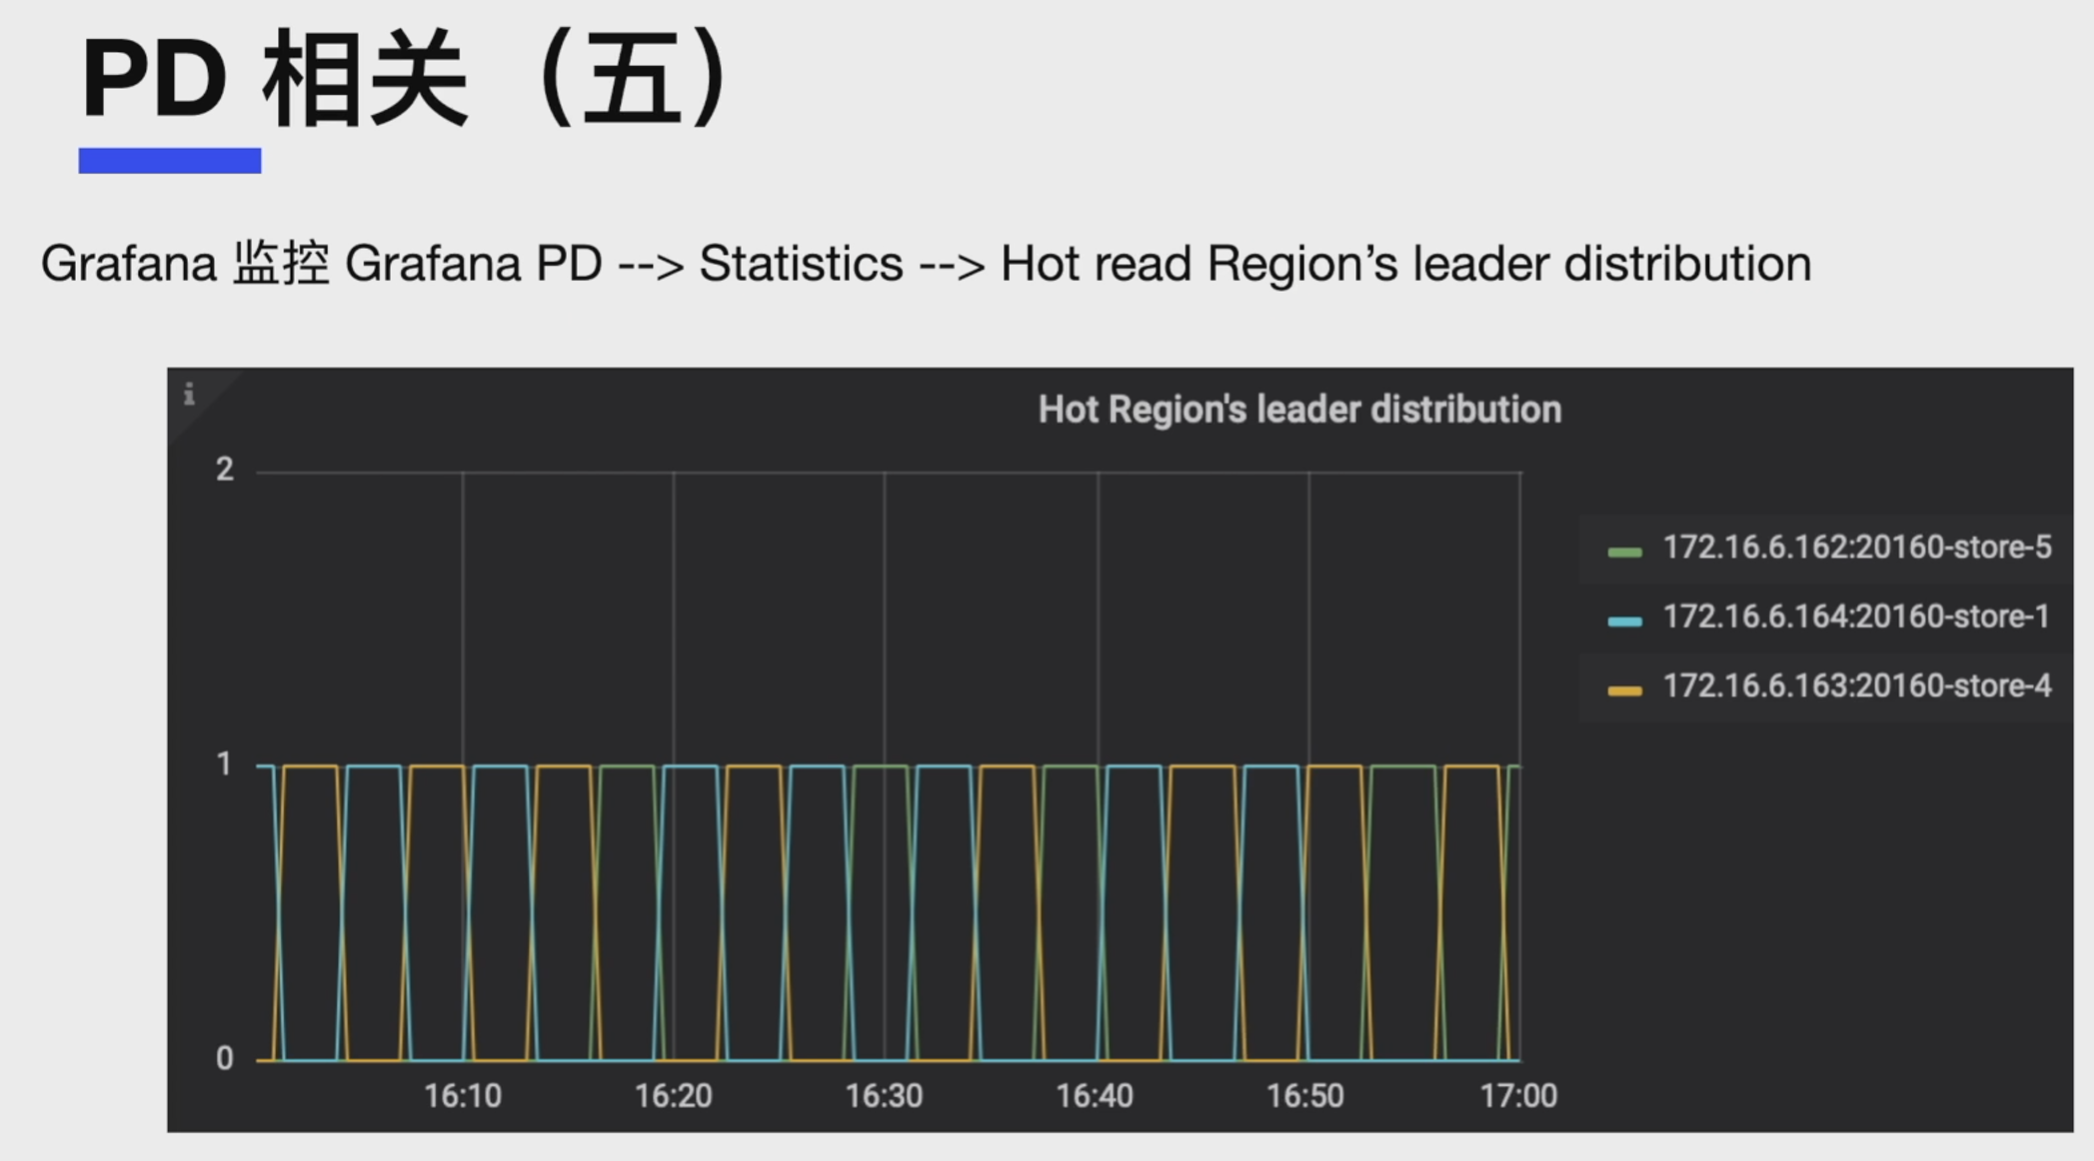 PD 相关（五）
Grafana 监控 Grafana PD --> Statistics --> Hot read Region’s leader distribution
i
Hot Region's leader distribution
2
1
0
16:10
16:20
16:30
16:40
16:50
17:00
172.16.6.162:20160-store-5
172.16.6.164:20160-store-1
172.16.6.163:20160-store-4